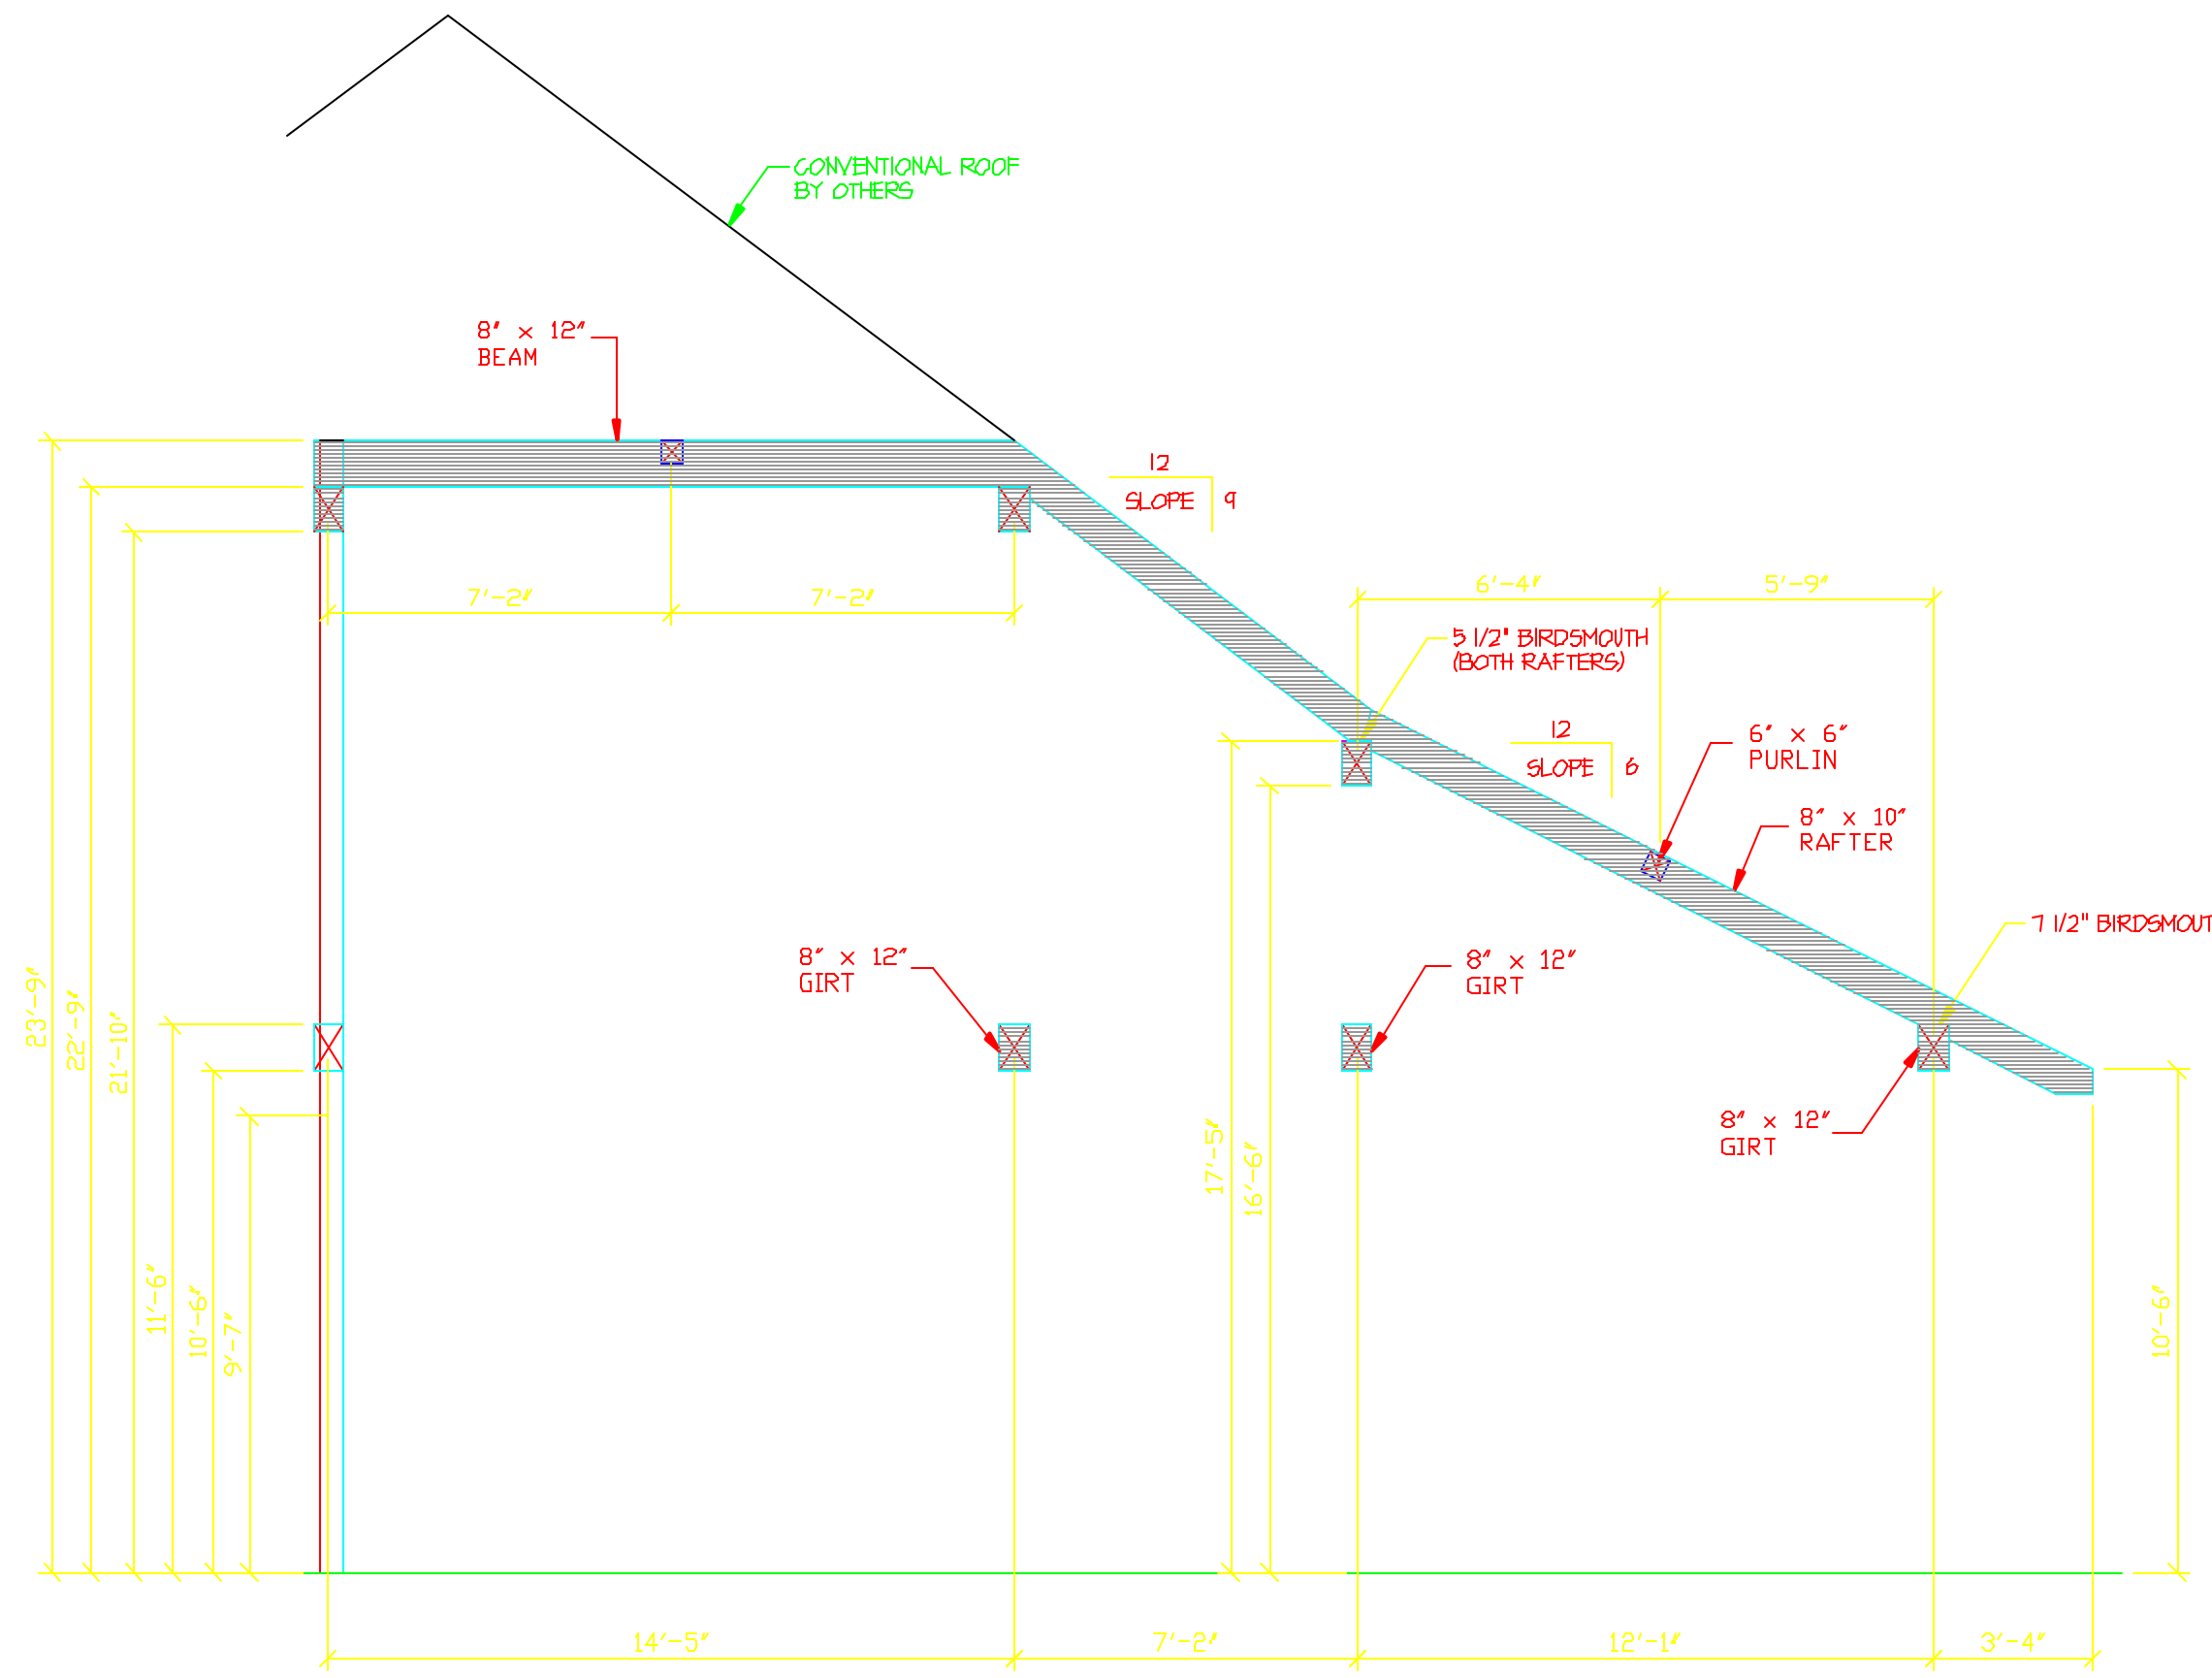 CONVENTIONAL ROOF
BY OTHERS
8" x 12"
BEAM
12
SLOPE 9
7'-2"
7'-2"
6'-4"
5'-9"
5 1/2" BIRDSMOUTH
(BOTH RAFTERS)
12
SLOPE 6
6" x 6"
PURLIN
8" x 10"
RAFTER
7 1/2" BIRDSMOUT
8" x 12"
GIRT
8" x 12"
GIRT
8" x 12"
GIRT
23'-9"
22'-9"
21'-10"
11'-6"
10'-6"
9'-7"
17'-5"
16'-6"
10'-6"
14'-5"
7'-2"
12'-1"
3'-4"